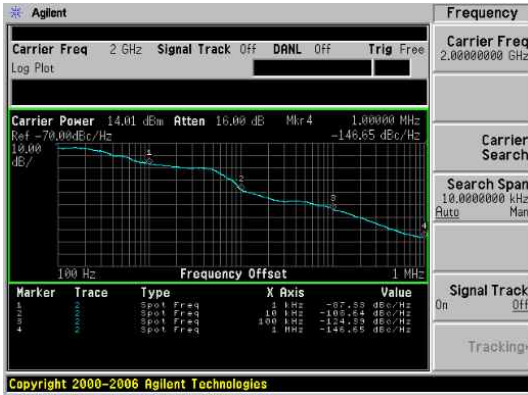 Agilent
Frequency
Carrier Freq 2 GHz Signal Track Off DANL Off Trig Free
Log Plot
Carrier Freq
2.00000000 GHz
Carrier Power 14.01 dBm Atten 16.00 dB Mkr4 1.00000 MHz
Ref -70.00dBc/Hz -146.65 dBc/Hz
10.00
dB/
1
2
3
4
Carrier
Search
Search Span
10.0000000 kHz
Auto Man
100 Hz Frequency Offset 1 MHz
Marker Trace Type X Axis Value
1 2 Spot Freq 1 kHz -87.53 dBc/Hz
2 2 Spot Freq 10 kHz -108.64 dBc/Hz
3 2 Spot Freq 100 kHz dBc/Hz
4 2 Spot Freq 1 MHz -146.65 dBc/Hz
Signal Track
On Off
Tracking
Copyright 2000-2006 Agilent Technologies